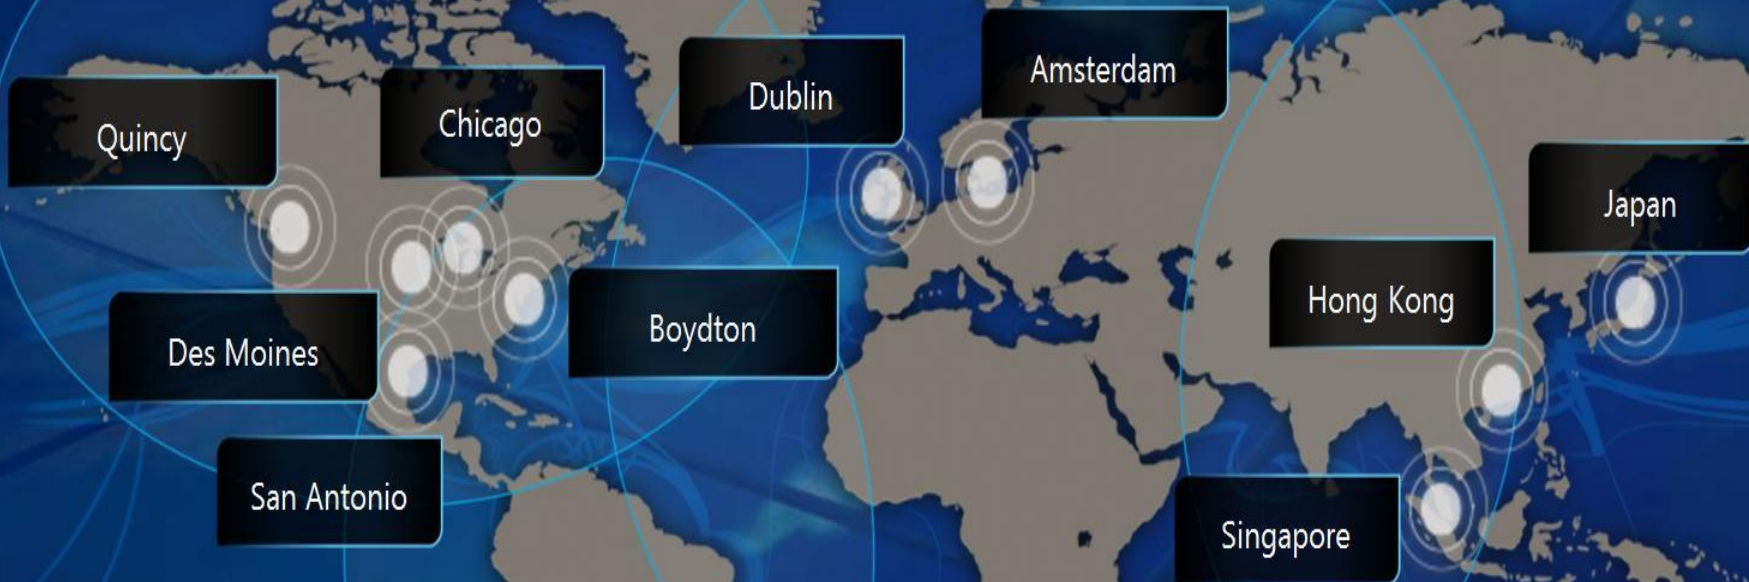 Quincy
Chicago
Dublin
Amsterdam
Japan
Des Moines
Boydton
Hong Kong
San Antonio
Singapore